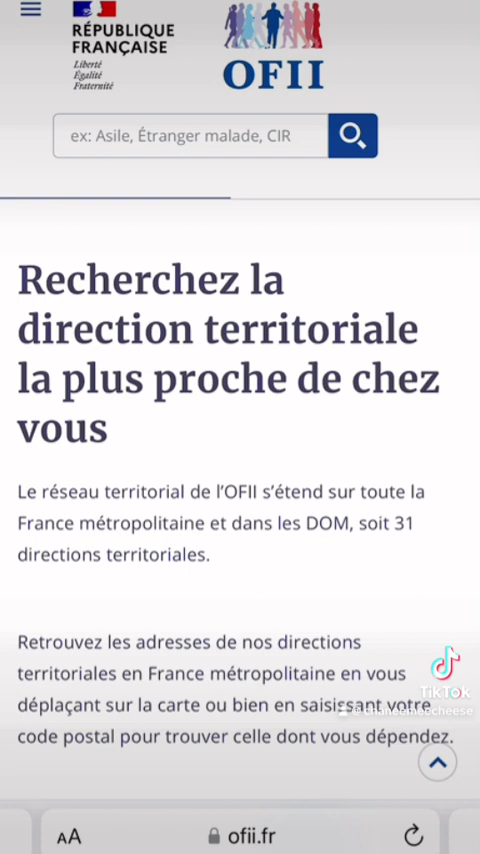 RÉPUBLIQUE
FRANÇAISE
Liberté
Égalité
Fraternité
OFII
ex: Asile, Étranger malade, CIR
Recherchez la
direction territoriale
la plus proche de chez
vous
Le réseau territorial de l'OFII s'étend sur toute la
France métropolitaine et dans les DOM, soit 31
directions territoriales.
Retrouvez les adresses de nos directions
territoriales en France métropolitaine en vous
déplaçant sur la carte ou bien en saisissant votre
code postal pour trouver celle dont vous dépendez.
TikTok
@chaneomeocheese
AA
ofii.fr